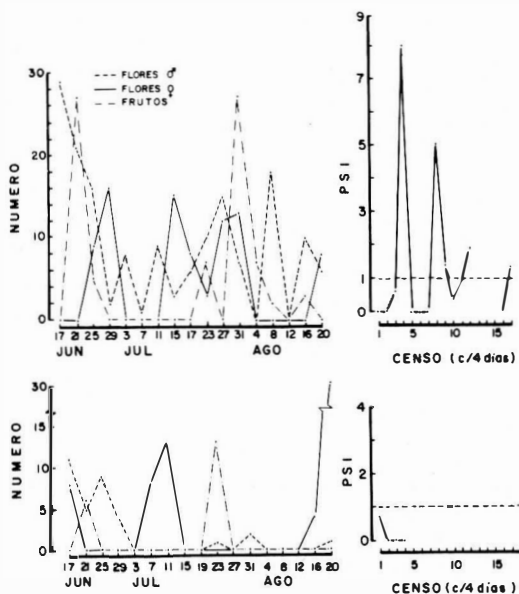 30
20
10
0
NUMERO
FLORES ♂
FLORES ♀
FRUTOS
17 21 25 29 3 7 11 15 17 23 27 31 4 8 12 16 20
JUN JUL AGO
9
7
5
3
1
0
PSI
1 5 10 15
CENSO (c/4 dias)
30
15
10
5
0
NUMERO
17 21 25 29 3 7 11 15 19 23 27 31 4 8 12 16 20
JUN JUL AGO
4
2
0
PSI
1 5 10 15
CENSO (c/4 dias)